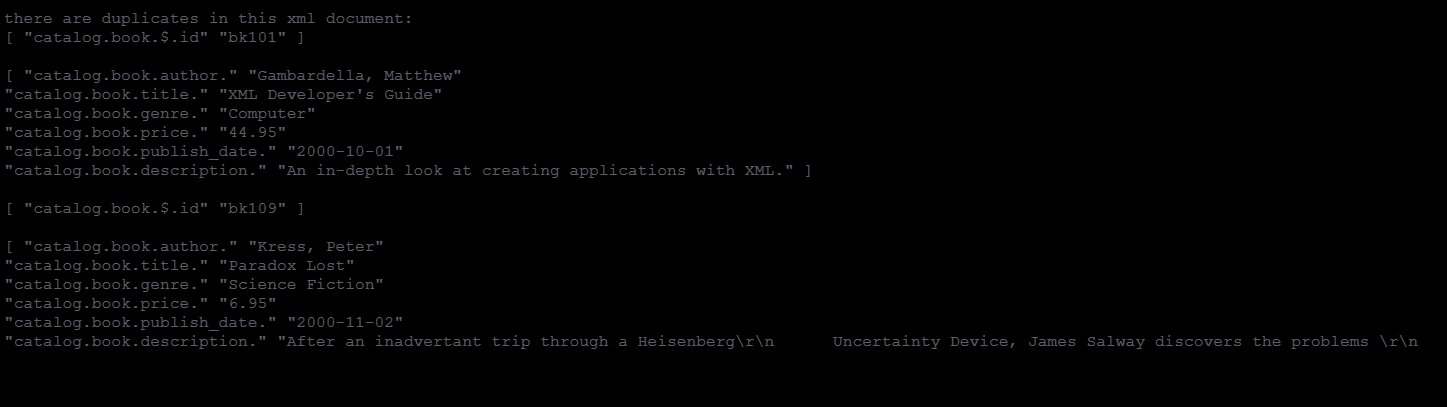 there are duplicates in this xml document:
[ "catalog.book.$.id" "bk101" ]
[ "catalog.book.author." "Gambardella, Matthew"
"catalog.book.title." "XML Developer's Guide"
"catalog.book.genre." "Computer"
"catalog.book.price." "44.95"
"catalog.book.publish_date." "2000-10-01"
"catalog.book.description." "An in-depth look at creating applications with XML." ]
[ "catalog.book.$.id" "bk109" ]
[ "catalog.book.author." "Kress, Peter"
"catalog.book.title." "Paradox Lost"
"catalog.book.genre." "Science Fiction"
"catalog.book.price." "6.95"
"catalog.book.publish_date." "2000-11-02"
"catalog.book.description." "After an inadvertant trip through a Heisenberg\r\n      Uncertainty Device, James Salway discovers the problems \r\n